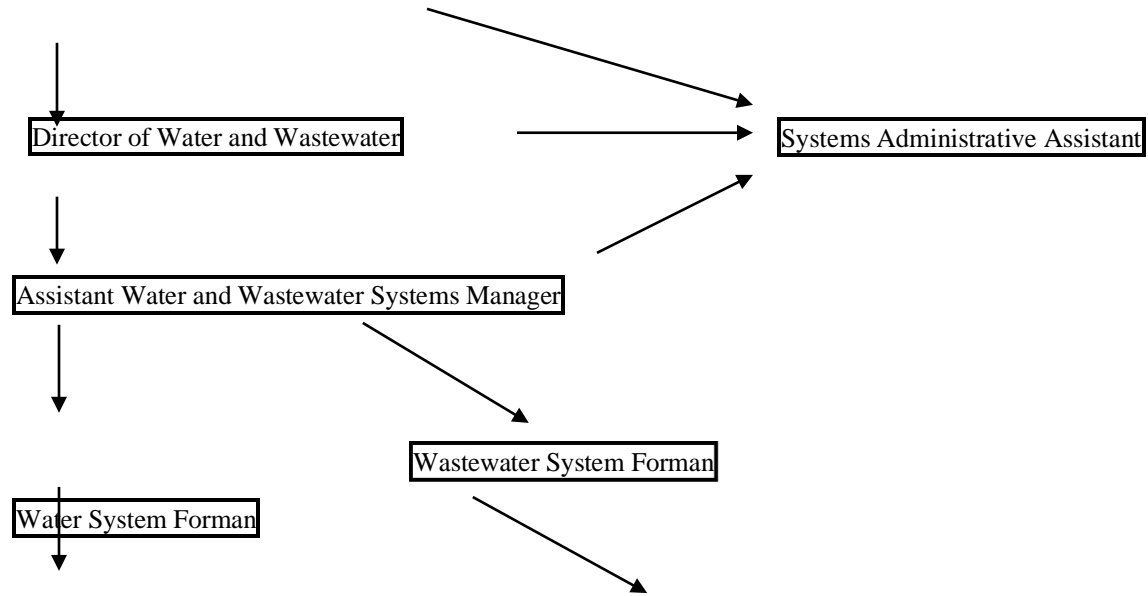 Director of Water and Wastewater
Systems Administrative Assistant
Assistant Water and Wastewater Systems Manager
Wastewater System Forman
Water System Forman